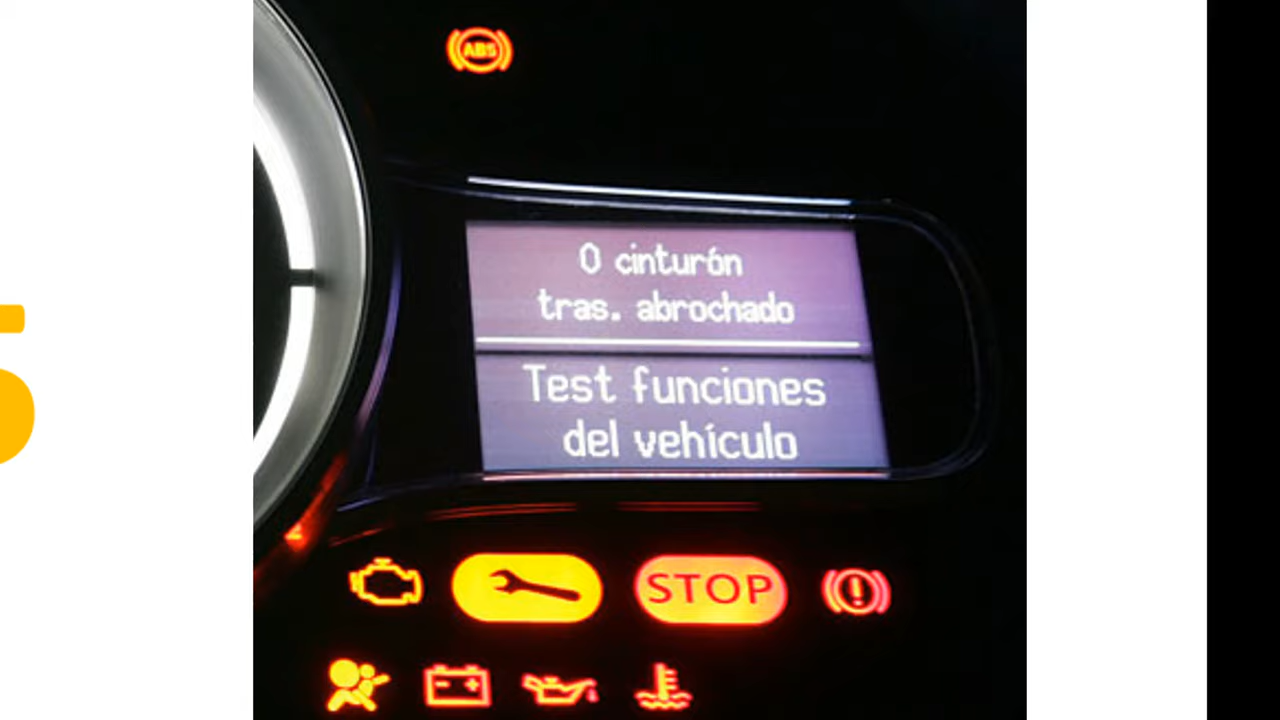 ABS
0 cinturón
tras. abrochado
Test funciones
del vehículo
STOP